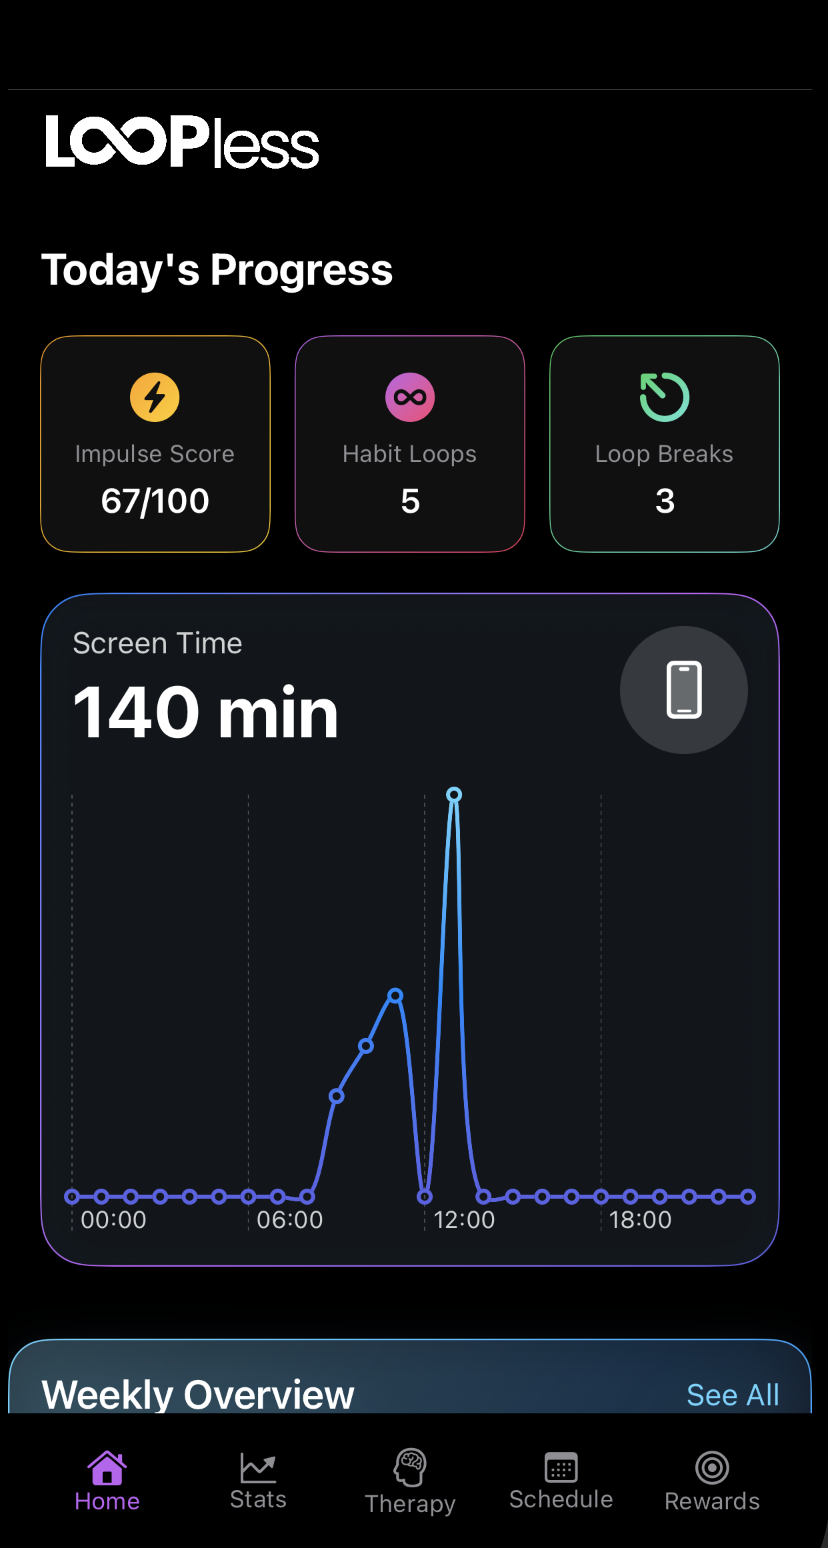 LOOPless
Today's Progress
Impulse Score
67/100
Habit Loops
5
Loop Breaks
3
Screen Time
140 min
00:00
06:00
12:00
18:00
Weekly Overview
See All
Home
Stats
Therapy
Schedule
Rewards